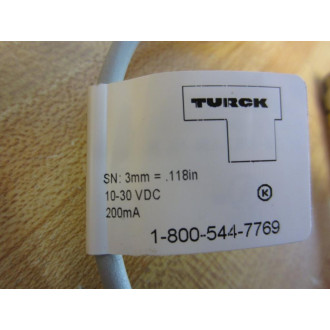 TURCK
SN: 3mm = .118in
10-30 VDC
200mA
K
1-800-544-7769